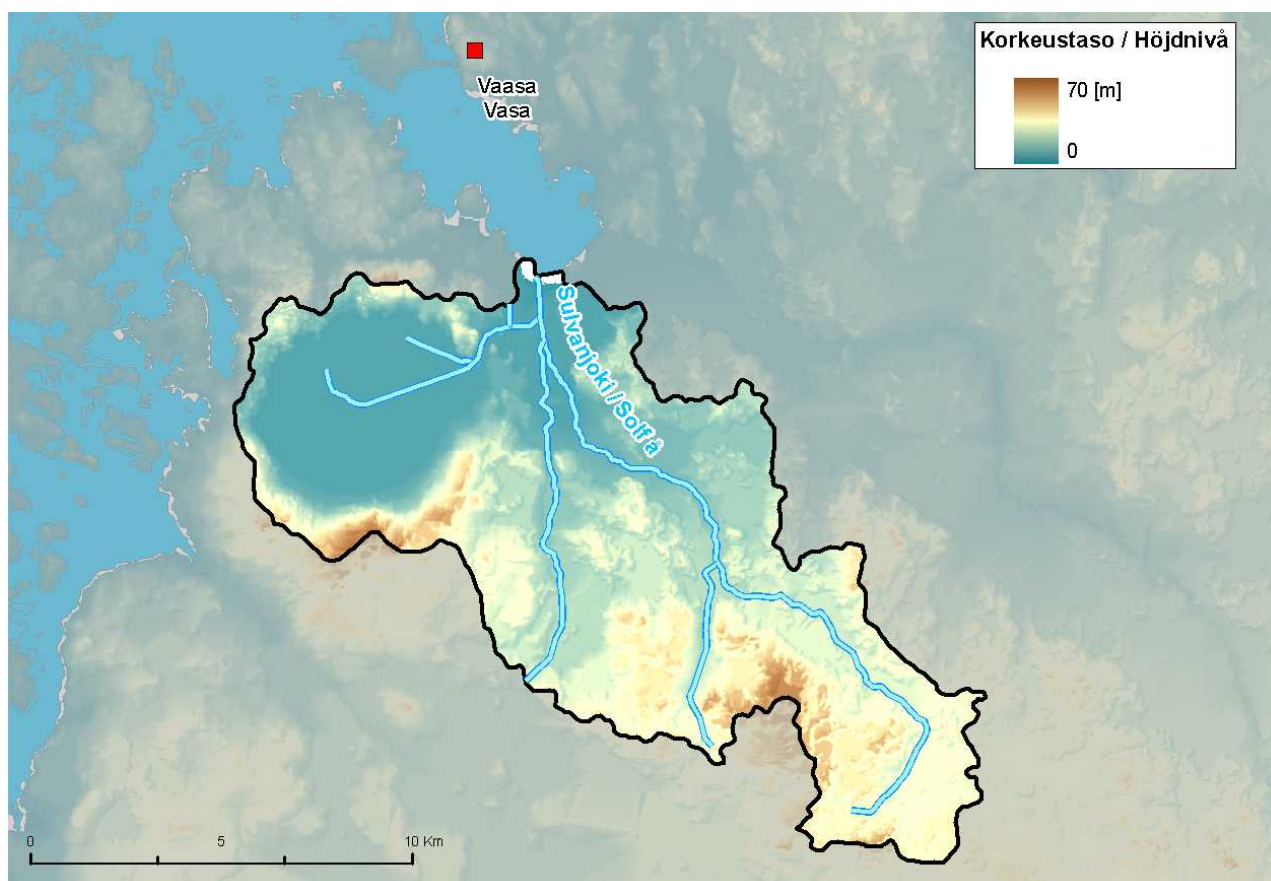 Korkeustaso / Höjdnivå
70 [m]
0
Vaasa
Vasa
Sulvanjoki / Solf å
0
5
10 Km